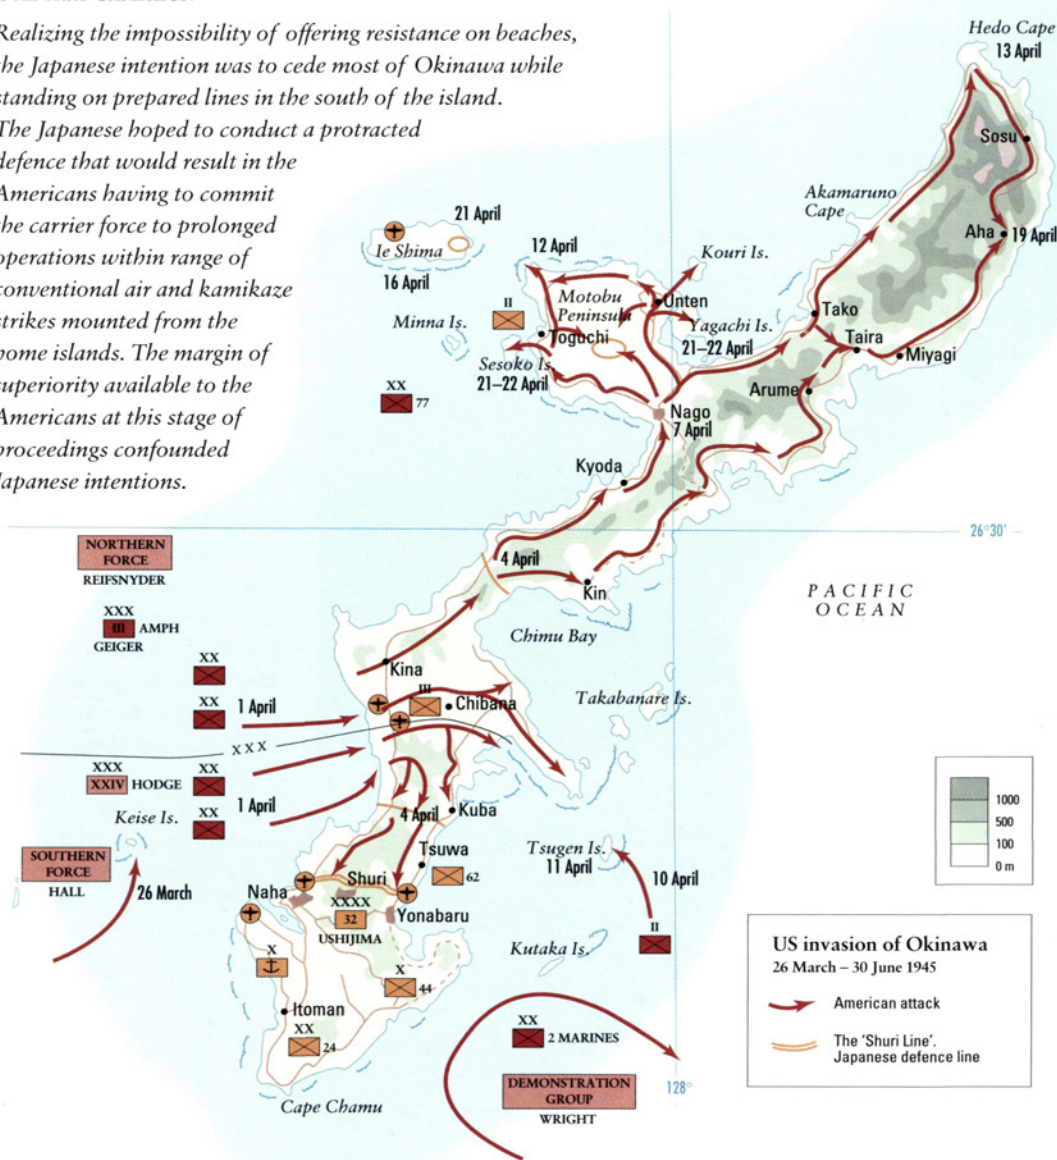 Realizing the impossibility of offering resistance on beaches,
the Japanese intention was to cede most of Okinawa while
standing on prepared lines in the south of the island.
The Japanese hoped to conduct a protracted
defence that would result in the
Americans having to commit
the carrier force to prolonged
operations within range of
conventional air and kamikaze
strikes mounted from the
home islands. The margin of
superiority available to the
Americans at this stage of
proceedings confounded
Japanese intentions.
Hedo Cape
13 April
Sosu
Akamaruno
Cape
Aha
19 April
21 April
Ie Shima
16 April
12 April
Kouri Is.
Motobu
Peninsula
Unten
II
Minna Is.
Toguchi
Yagachi Is.
21–22 April
Tako
Taira
Miyagi
Sesoko Is.
21–22 April
XX
77
Arume
Nago
7 April
Kyoda
26°30'
NORTHERN
FORCE
REIFSNYDER
4 April
Kin
PACIFIC
OCEAN
XXX
III AMPH
GEIGER
Chimu Bay
XX
Kina
XX
1 April
III
Chibana
Takabanare Is.
XXX
XXX
XXIV HODGE
XX
1 April
Keise Is.
XX
4 April
Kuba
1000
500
100
0 m
SOUTHERN
FORCE
HALL
26 March
Tsuwa
62
Tsugen Is.
11 April
10 April
II
Naha
Shuri
XXXX
32
USHIJIMA
Yonabaru
Kutaka Is.
X
X
44
Itoman
XX
24
Cape Chamu
XX
2 MARINES
DEMONSTRATION
GROUP
WRIGHT
128°
US invasion of Okinawa
26 March – 30 June 1945
American attack
The 'Shuri Line'.
Japanese defence line